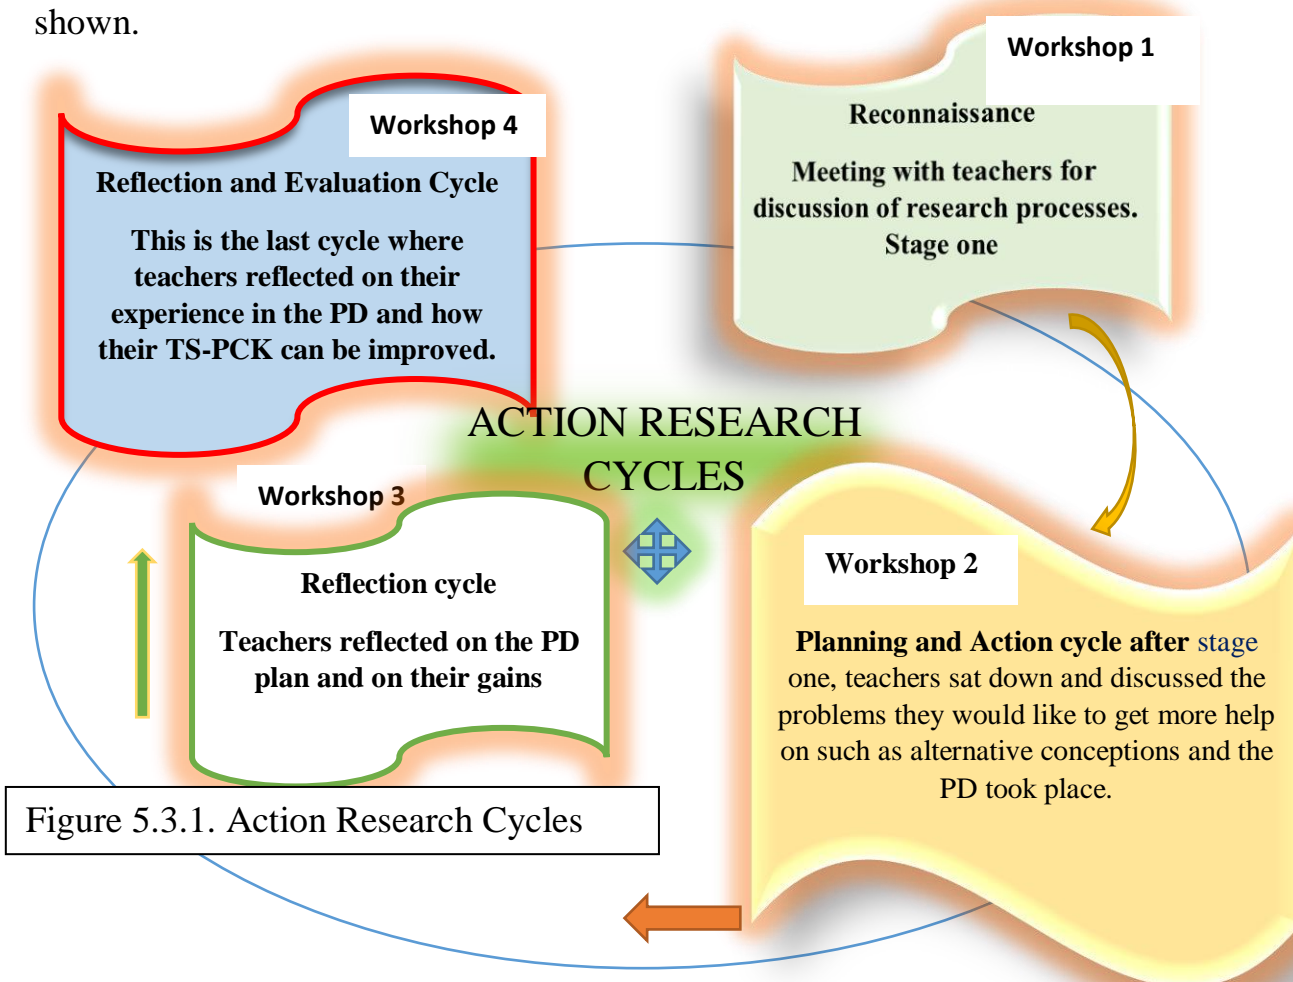 shown.
Workshop 1
Reconnaissance
Meeting with teachers for
discussion of research processes.
Stage one
Workshop 4
Reflection and Evaluation Cycle
This is the last cycle where
teachers reflected on their
experience in the PD and how
their TS-PCK can be improved.
ACTION RESEARCH
CYCLES
Workshop 3
Reflection cycle
Teachers reflected on the PD
plan and on their gains
Workshop 2
Planning and Action cycle after stage
one, teachers sat down and discussed the
problems they would like to get more help
on such as alternative conceptions and the
PD took place.
Figure 5.3.1. Action Research Cycles